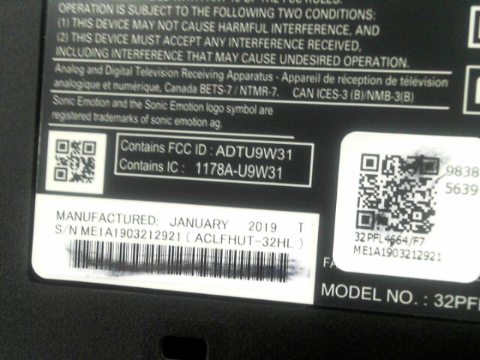 OPERATION IS SUBJECT TO THE FOLLOWING TWO CONDITIONS:
(1) THIS DEVICE MAY NOT CAUSE HARMFUL INTERFERENCE, AND
(2) THIS DEVICE MUST ACCEPT ANY INTERFERENCE RECEIVED,
INCLUDING INTERFERENCE THAT MAY CAUSE UNDESIRED OPERATION.
Analog and Digital Television Receiving Apparatus - Appareil de réception de télévision
analogique et numérique, Canada BETS-7 / NTMR-7. CAN ICES-3 (B)/NMB-3(B)
Sonic Emotion and the Sonic Emotion logo symbol are
registered trademarks of sonic emotion ag.
Contains FCC ID : ADTU9W31
Contains IC : 1178A-U9W31
MANUFACTURED: JANUARY 2019 T
S/N ME1A1903212921 ( ACLFHUT-32HL )
9838
5639
32PFL4664/F7
ME1A1903212921
MODEL NO. : 32PF